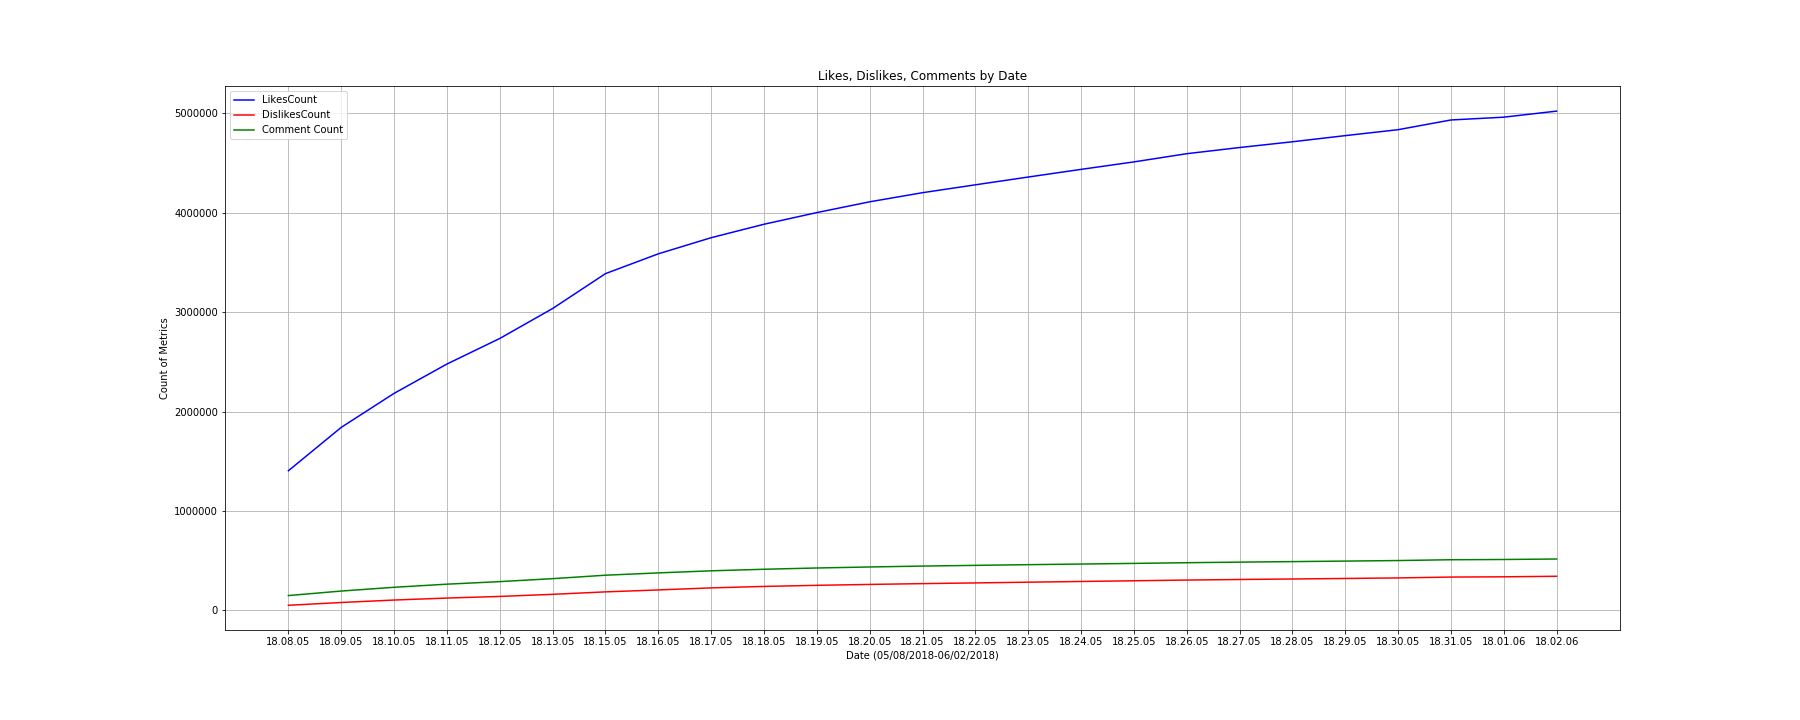 Likes, Dislikes, Comments by Date
LikesCount
DislikesCount
Comment Count
5000000
4000000
3000000
2000000
1000000
0
Count of Metrics
18.08.05 18.09.05 18.10.05 18.11.05 18.12.05 18.13.05 18.15.05 18.16.05 18.17.05 18.18.05 18.19.05 18.20.05 18.21.05 18.22.05 18.23.05 18.24.05 18.25.05 18.26.05 18.27.05 18.28.05 18.29.05 18.30.05 18.31.05 18.01.06 18.02.06
Date (05/08/2018-06/02/2018)